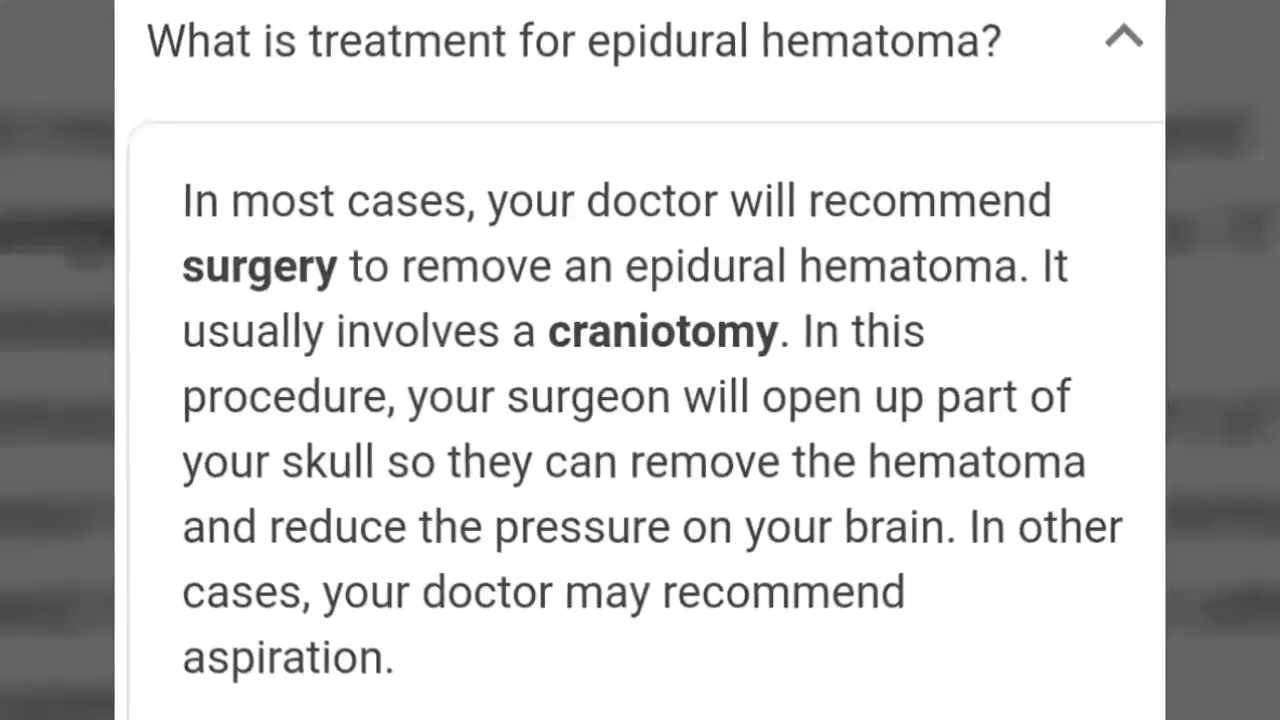 What is treatment for epidural hematoma?
In most cases, your doctor will recommend
surgery to remove an epidural hematoma. It
usually involves a craniotomy. In this
procedure, your surgeon will open up part of
your skull so they can remove the hematoma
and reduce the pressure on your brain. In other
cases, your doctor may recommend
aspiration.